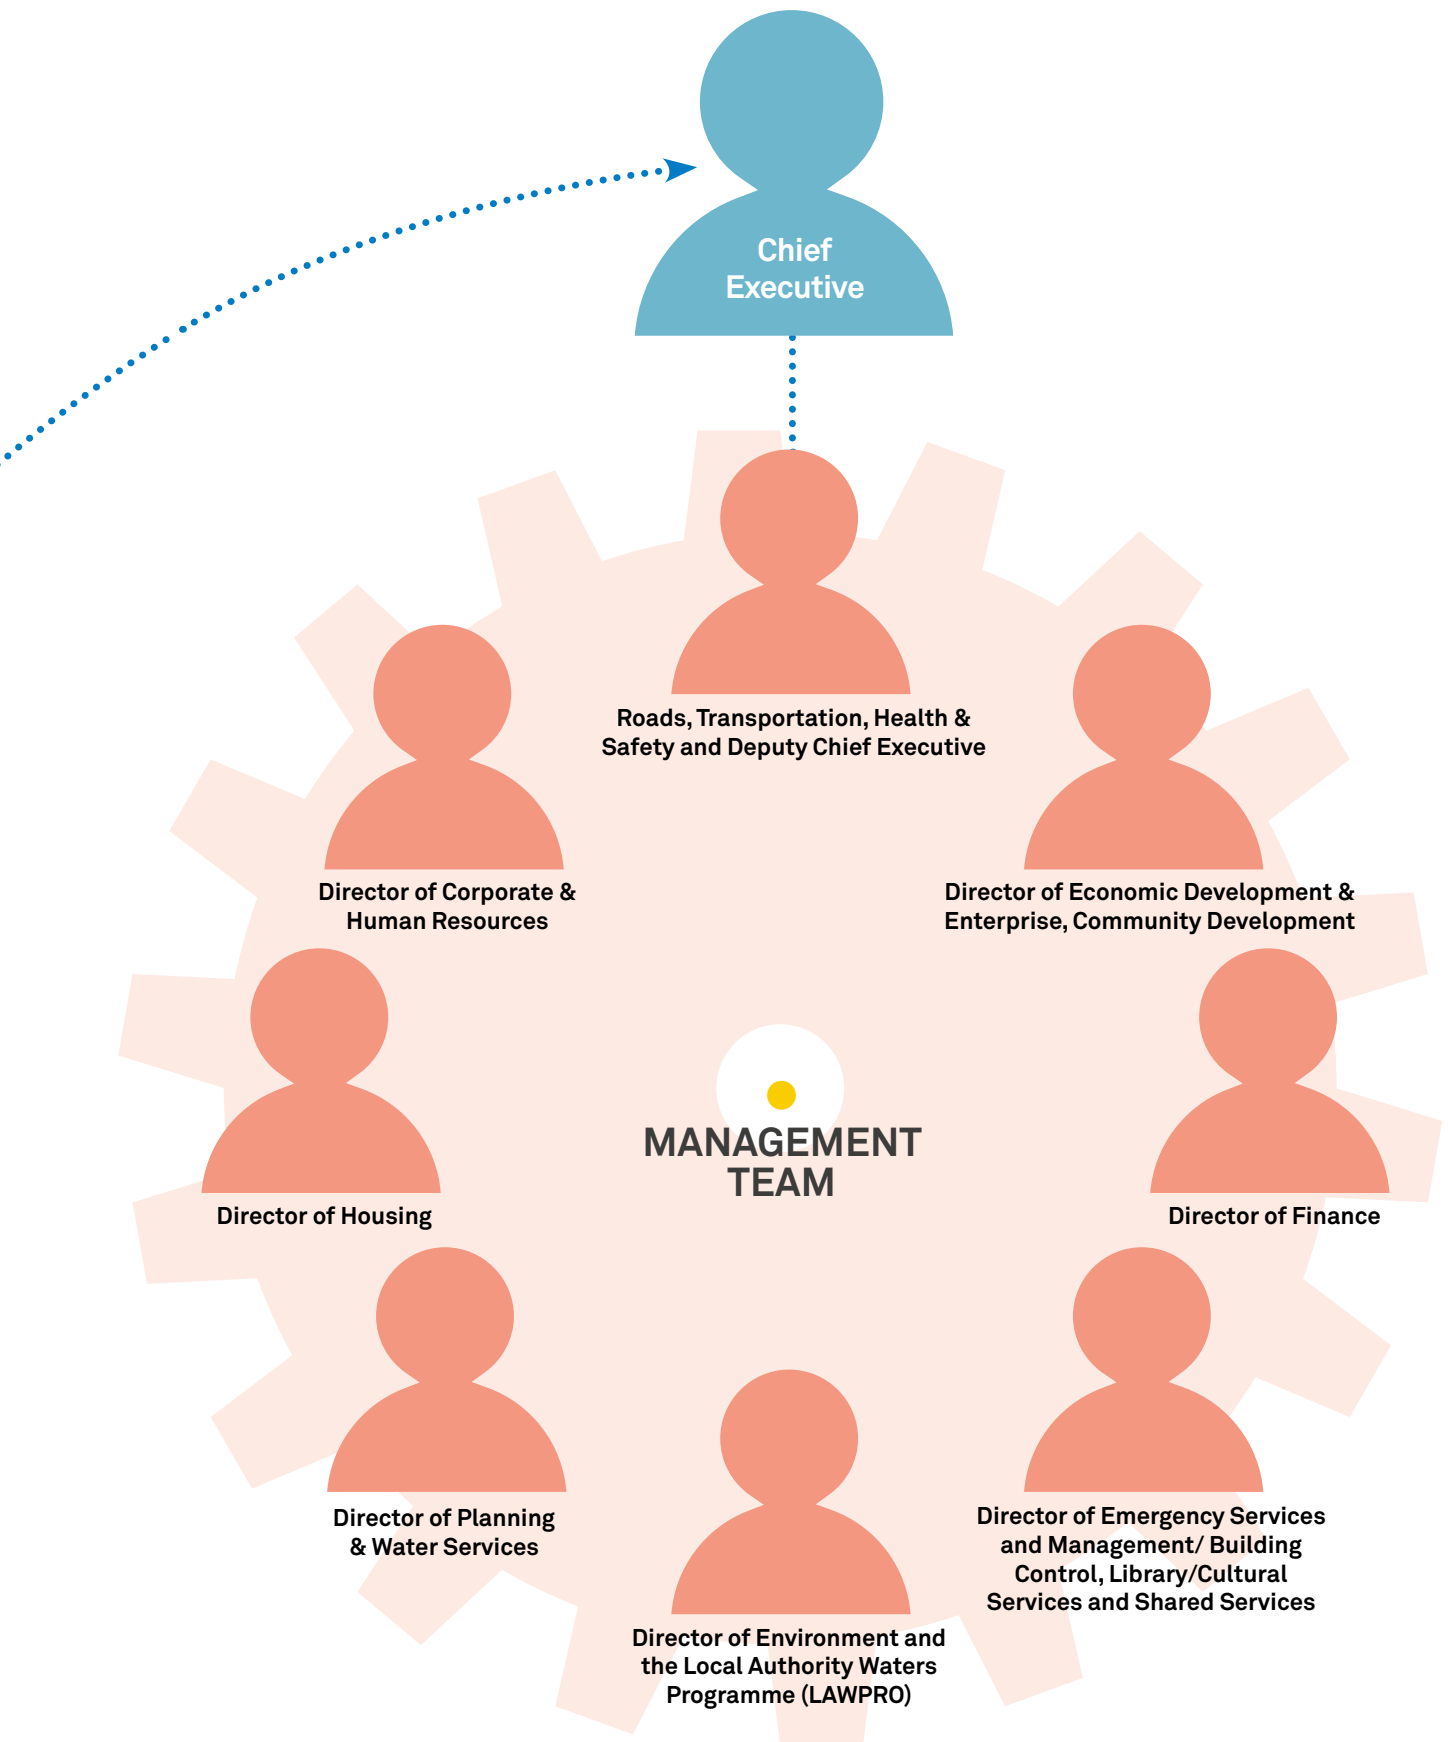 Chief
Executive
Roads, Transportation, Health &
Safety and Deputy Chief Executive
Director of Corporate &
Human Resources
Director of Economic Development &
Enterprise, Community Development
MANAGEMENT
TEAM
Director of Housing
Director of Finance
Director of Planning
& Water Services
Director of Emergency Services
and Management/ Building
Control, Library/Cultural
Services and Shared Services
Director of Environment and
the Local Authority Waters
Programme (LAWPRO)